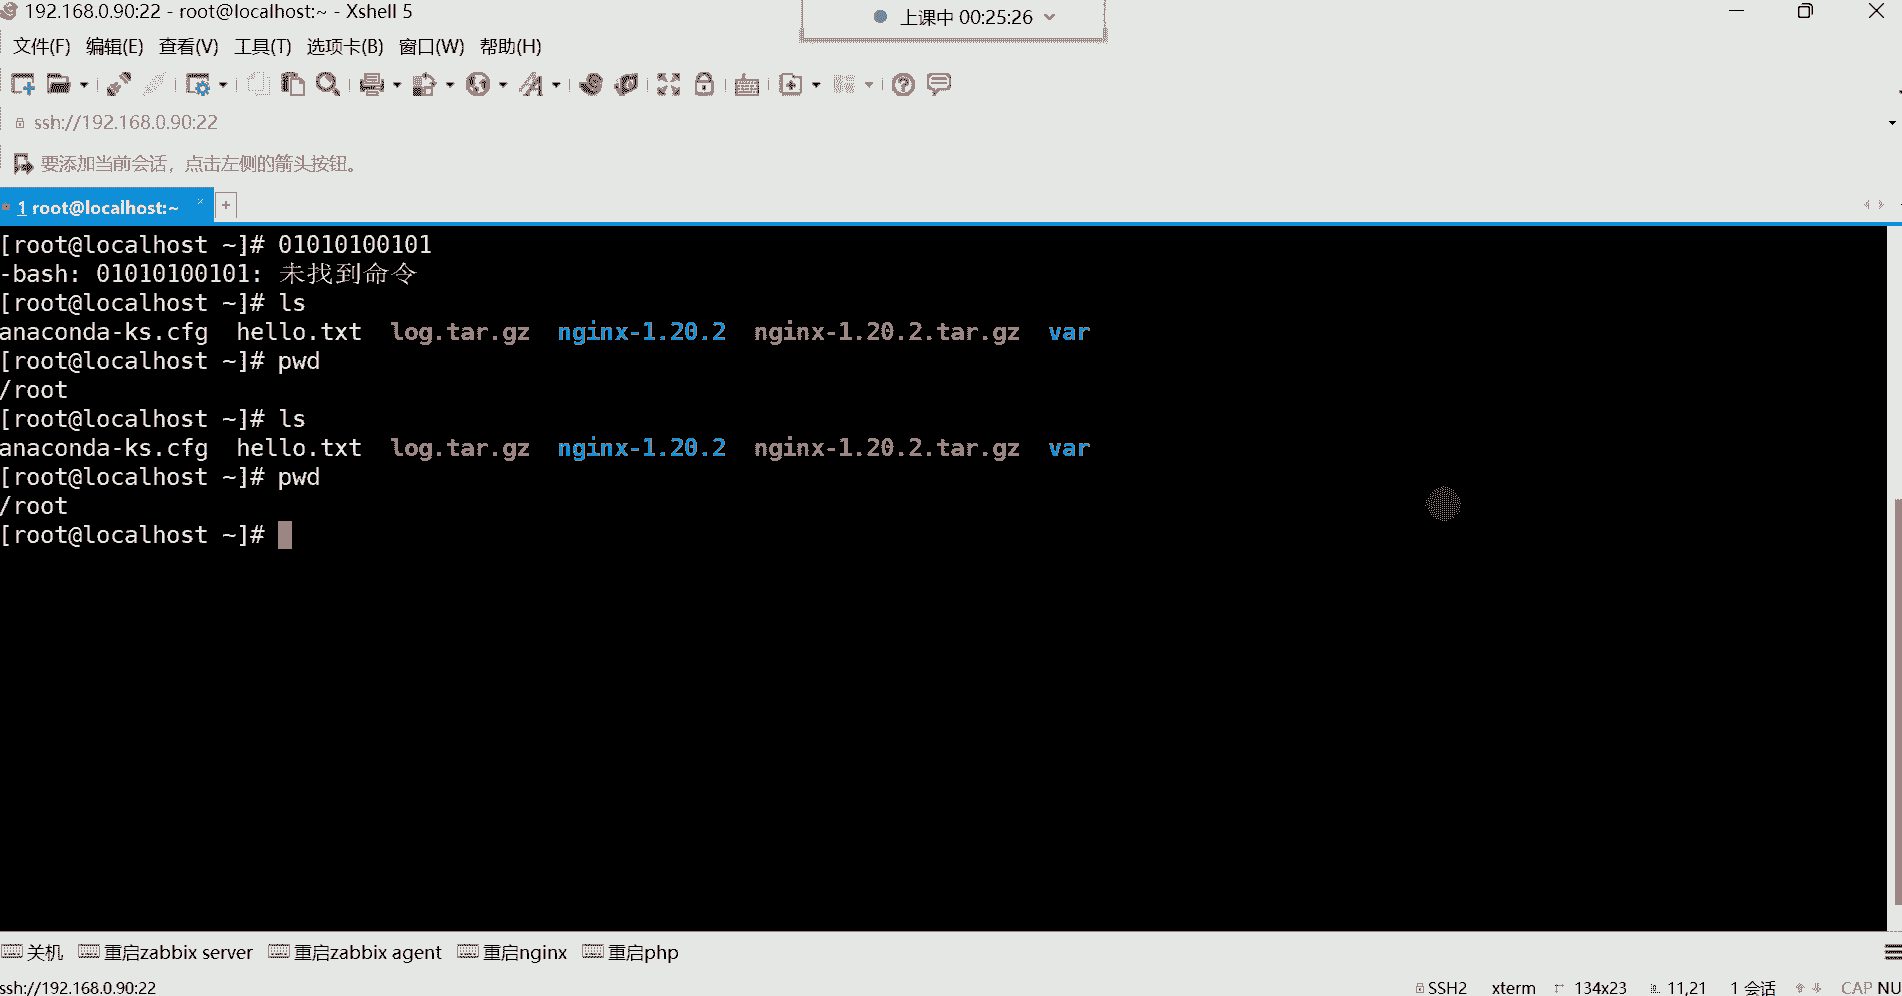 192.168.0.90:22 - root@localhost:~ - Xshell 5
上课中 00:25:26
文件(F) 编辑(E) 查看(V) 工具(T) 选项卡(B) 窗口(W) 帮助(H)
ssh://192.168.0.90:22
要添加当前会话，点击左侧的箭头按钮。
1 root@localhost:~ × +
[root@localhost ~]# 01010100101
-bash: 01010100101: 未找到命令
[root@localhost ~]# ls
anaconda-ks.cfg  hello.txt  log.tar.gz  nginx-1.20.2  nginx-1.20.2.tar.gz  var
[root@localhost ~]# pwd
/root
[root@localhost ~]# ls
anaconda-ks.cfg  hello.txt  log.tar.gz  nginx-1.20.2  nginx-1.20.2.tar.gz  var
[root@localhost ~]# pwd
/root
[root@localhost ~]#
关机 重启zabbix server 重启zabbix agent 重启nginx 重启php
ssh://192.168.0.90:22 SSH2 xterm 134x23 11,21 1 会话 CAP NU